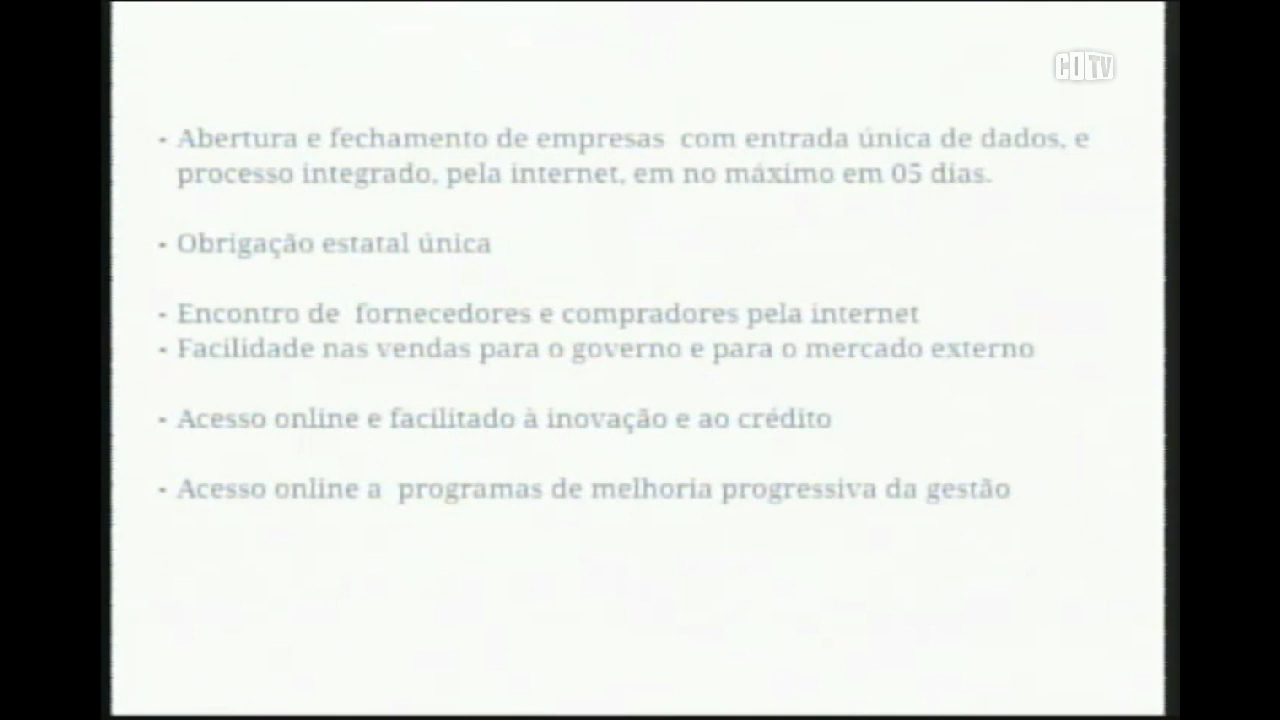 CDTV
- Abertura e fechamento de empresas com entrada única de dados, e
processo integrado, pela internet, em no máximo em 05 dias.
- Obrigação estatal única
- Encontro de fornecedores e compradores pela internet
- Facilidade nas vendas para o governo e para o mercado externo
- Acesso online e facilitado à inovação e ao crédito
- Acesso online a programas de melhoria progressiva da gestão